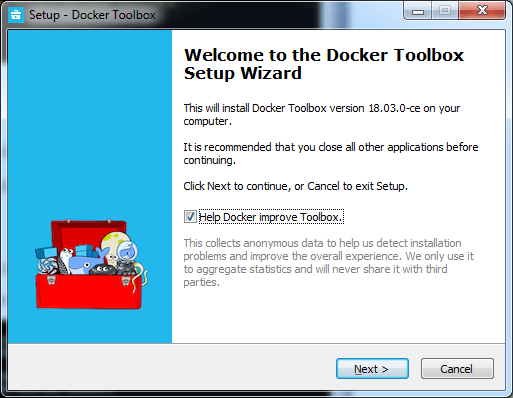 Setup - Docker Toolbox
Welcome to the Docker Toolbox
Setup Wizard
This will install Docker Toolbox version 18.03.0-ce on your
computer.
It is recommended that you close all other applications before
continuing.
Click Next to continue, or Cancel to exit Setup.
Help Docker improve Toolbox.
This collects anonymous data to help us detect installation
problems and improve the overall experience. We only use it
to aggregate statistics and will never share it with third
parties.
Next >
Cancel